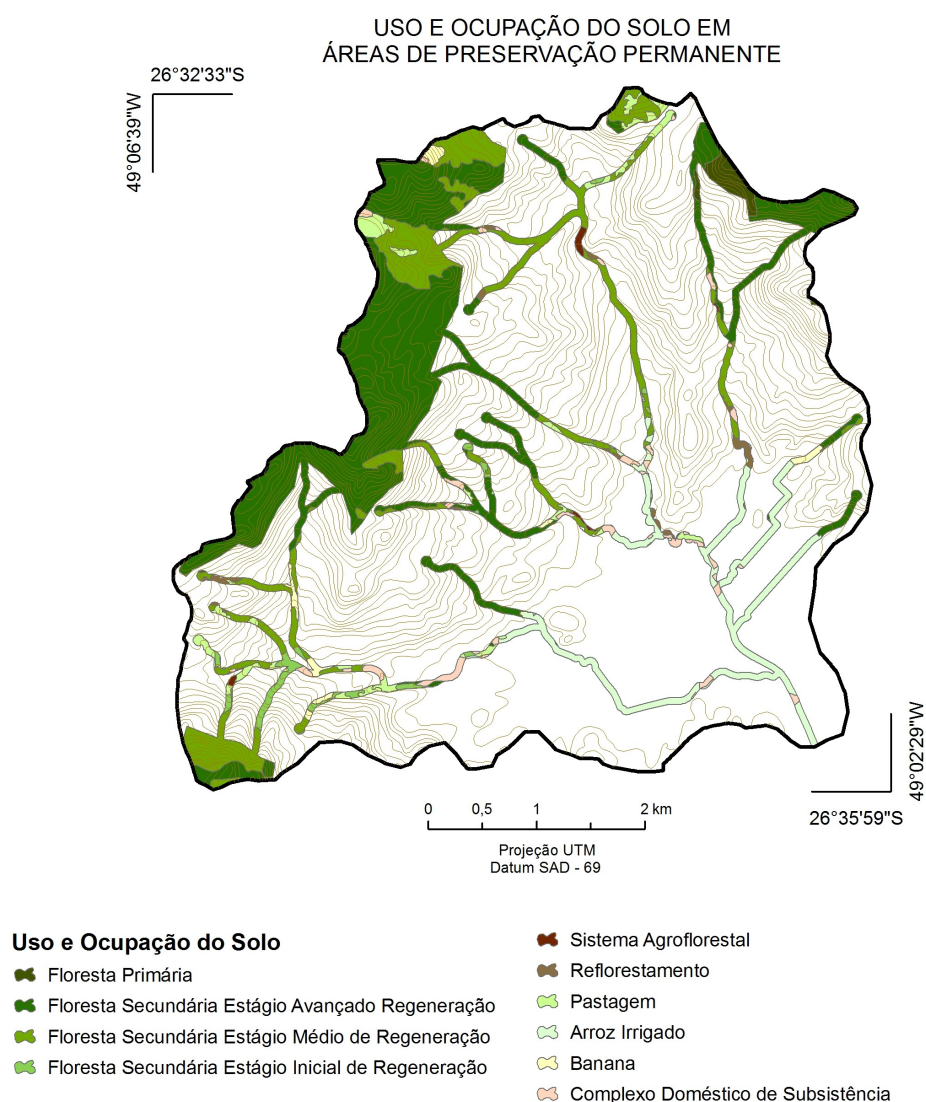 USO E OCUPAÇÃO DO SOLO EM
ÁREAS DE PRESERVAÇÃO PERMANENTE
26°32'33"S
49°06'39"W
49°02'29"W
26°35'59"S
0 0,5 1 2 km
Projeção UTM
Datum SAD - 69
Uso e Ocupação do Solo
Floresta Primária
Floresta Secundária Estágio Avançado Regeneração
Floresta Secundária Estágio Médio de Regeneração
Floresta Secundária Estágio Inicial de Regeneração
Sistema Agroflorestal
Reflorestamento
Pastagem
Arroz Irrigado
Banana
Complexo Doméstico de Subsistência